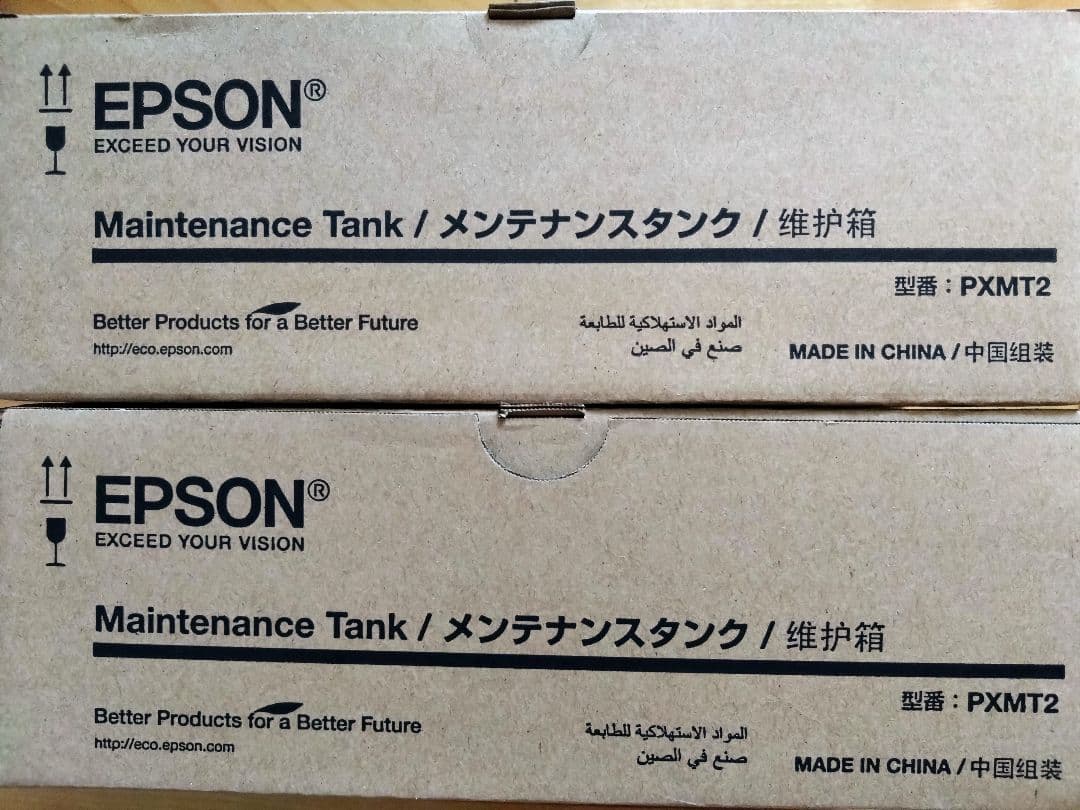 EPSON®
EXCEED YOUR VISION
Maintenance Tank / メンテナンスタンク / 维护箱
型番：PXMT2
Better Products for a Better Future
http://eco.epson.com
المواد الاستهلاكية للطابعة
صنع في الصين
MADE IN CHINA / 中国组装
EPSON®
EXCEED YOUR VISION
Maintenance Tank / メンテナンスタンク / 维护箱
型番：PXMT2
Better Products for a Better Future
http://eco.epson.com
المواد الاستهلاكية للطابعة
صنع في الصين
MADE IN CHINA / 中国组装